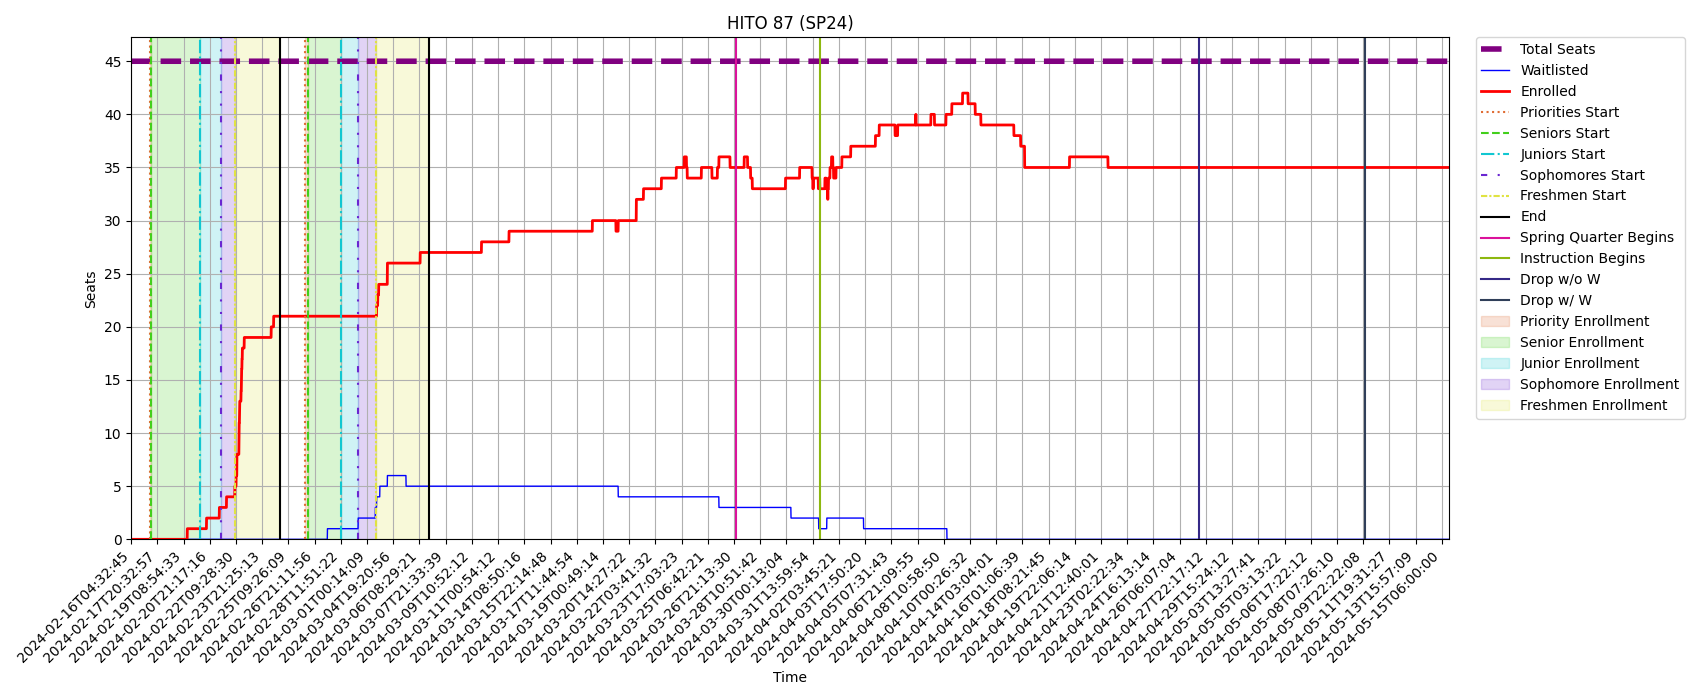 HITO 87 (SP24)
Seats
45
40
35
30
25
20
15
10
5
0
2024-02-16T04:32:45
2024-02-17T20:32:57
2024-02-19T08:54:33
2024-02-20T21:17:16
2024-02-22T09:28:30
2024-02-23T21:25:13
2024-02-25T09:26:09
2024-02-26T21:11:56
2024-02-28T11:51:22
2024-03-01T00:14:09
2024-03-04T19:20:56
2024-03-06T08:29:21
2024-03-07T21:33:39
2024-03-09T10:52:12
2024-03-11T00:54:12
2024-03-14T08:50:16
2024-03-15T22:14:48
2024-03-17T11:44:54
2024-03-19T00:49:14
2024-03-20T14:27:22
2024-03-22T03:41:32
2024-03-23T17:03:23
2024-03-25T06:42:21
2024-03-26T21:13:30
2024-03-28T10:51:42
2024-03-30T00:13:04
2024-03-31T13:59:54
2024-04-02T03:45:21
2024-04-03T17:50:20
2024-04-05T07:31:43
2024-04-06T21:09:55
2024-04-08T10:58:50
2024-04-10T00:26:32
2024-04-14T03:04:01
2024-04-16T01:06:39
2024-04-18T08:21:45
2024-04-19T22:06:14
2024-04-21T12:40:01
2024-04-23T02:22:34
2024-04-24T16:13:14
2024-04-26T06:07:04
2024-04-27T22:17:12
2024-04-29T15:24:12
2024-05-03T13:27:41
2024-05-05T03:13:22
2024-05-06T17:22:12
2024-05-08T07:26:10
2024-05-09T22:22:08
2024-05-11T19:31:27
2024-05-13T15:57:09
2024-05-15T06:00:00
Time
Total Seats
Waitlisted
Enrolled
Priorities Start
Seniors Start
Juniors Start
Sophomores Start
Freshmen Start
End
Spring Quarter Begins
Instruction Begins
Drop w/o W
Drop w/ W
Priority Enrollment
Senior Enrollment
Junior Enrollment
Sophomore Enrollment
Freshmen Enrollment